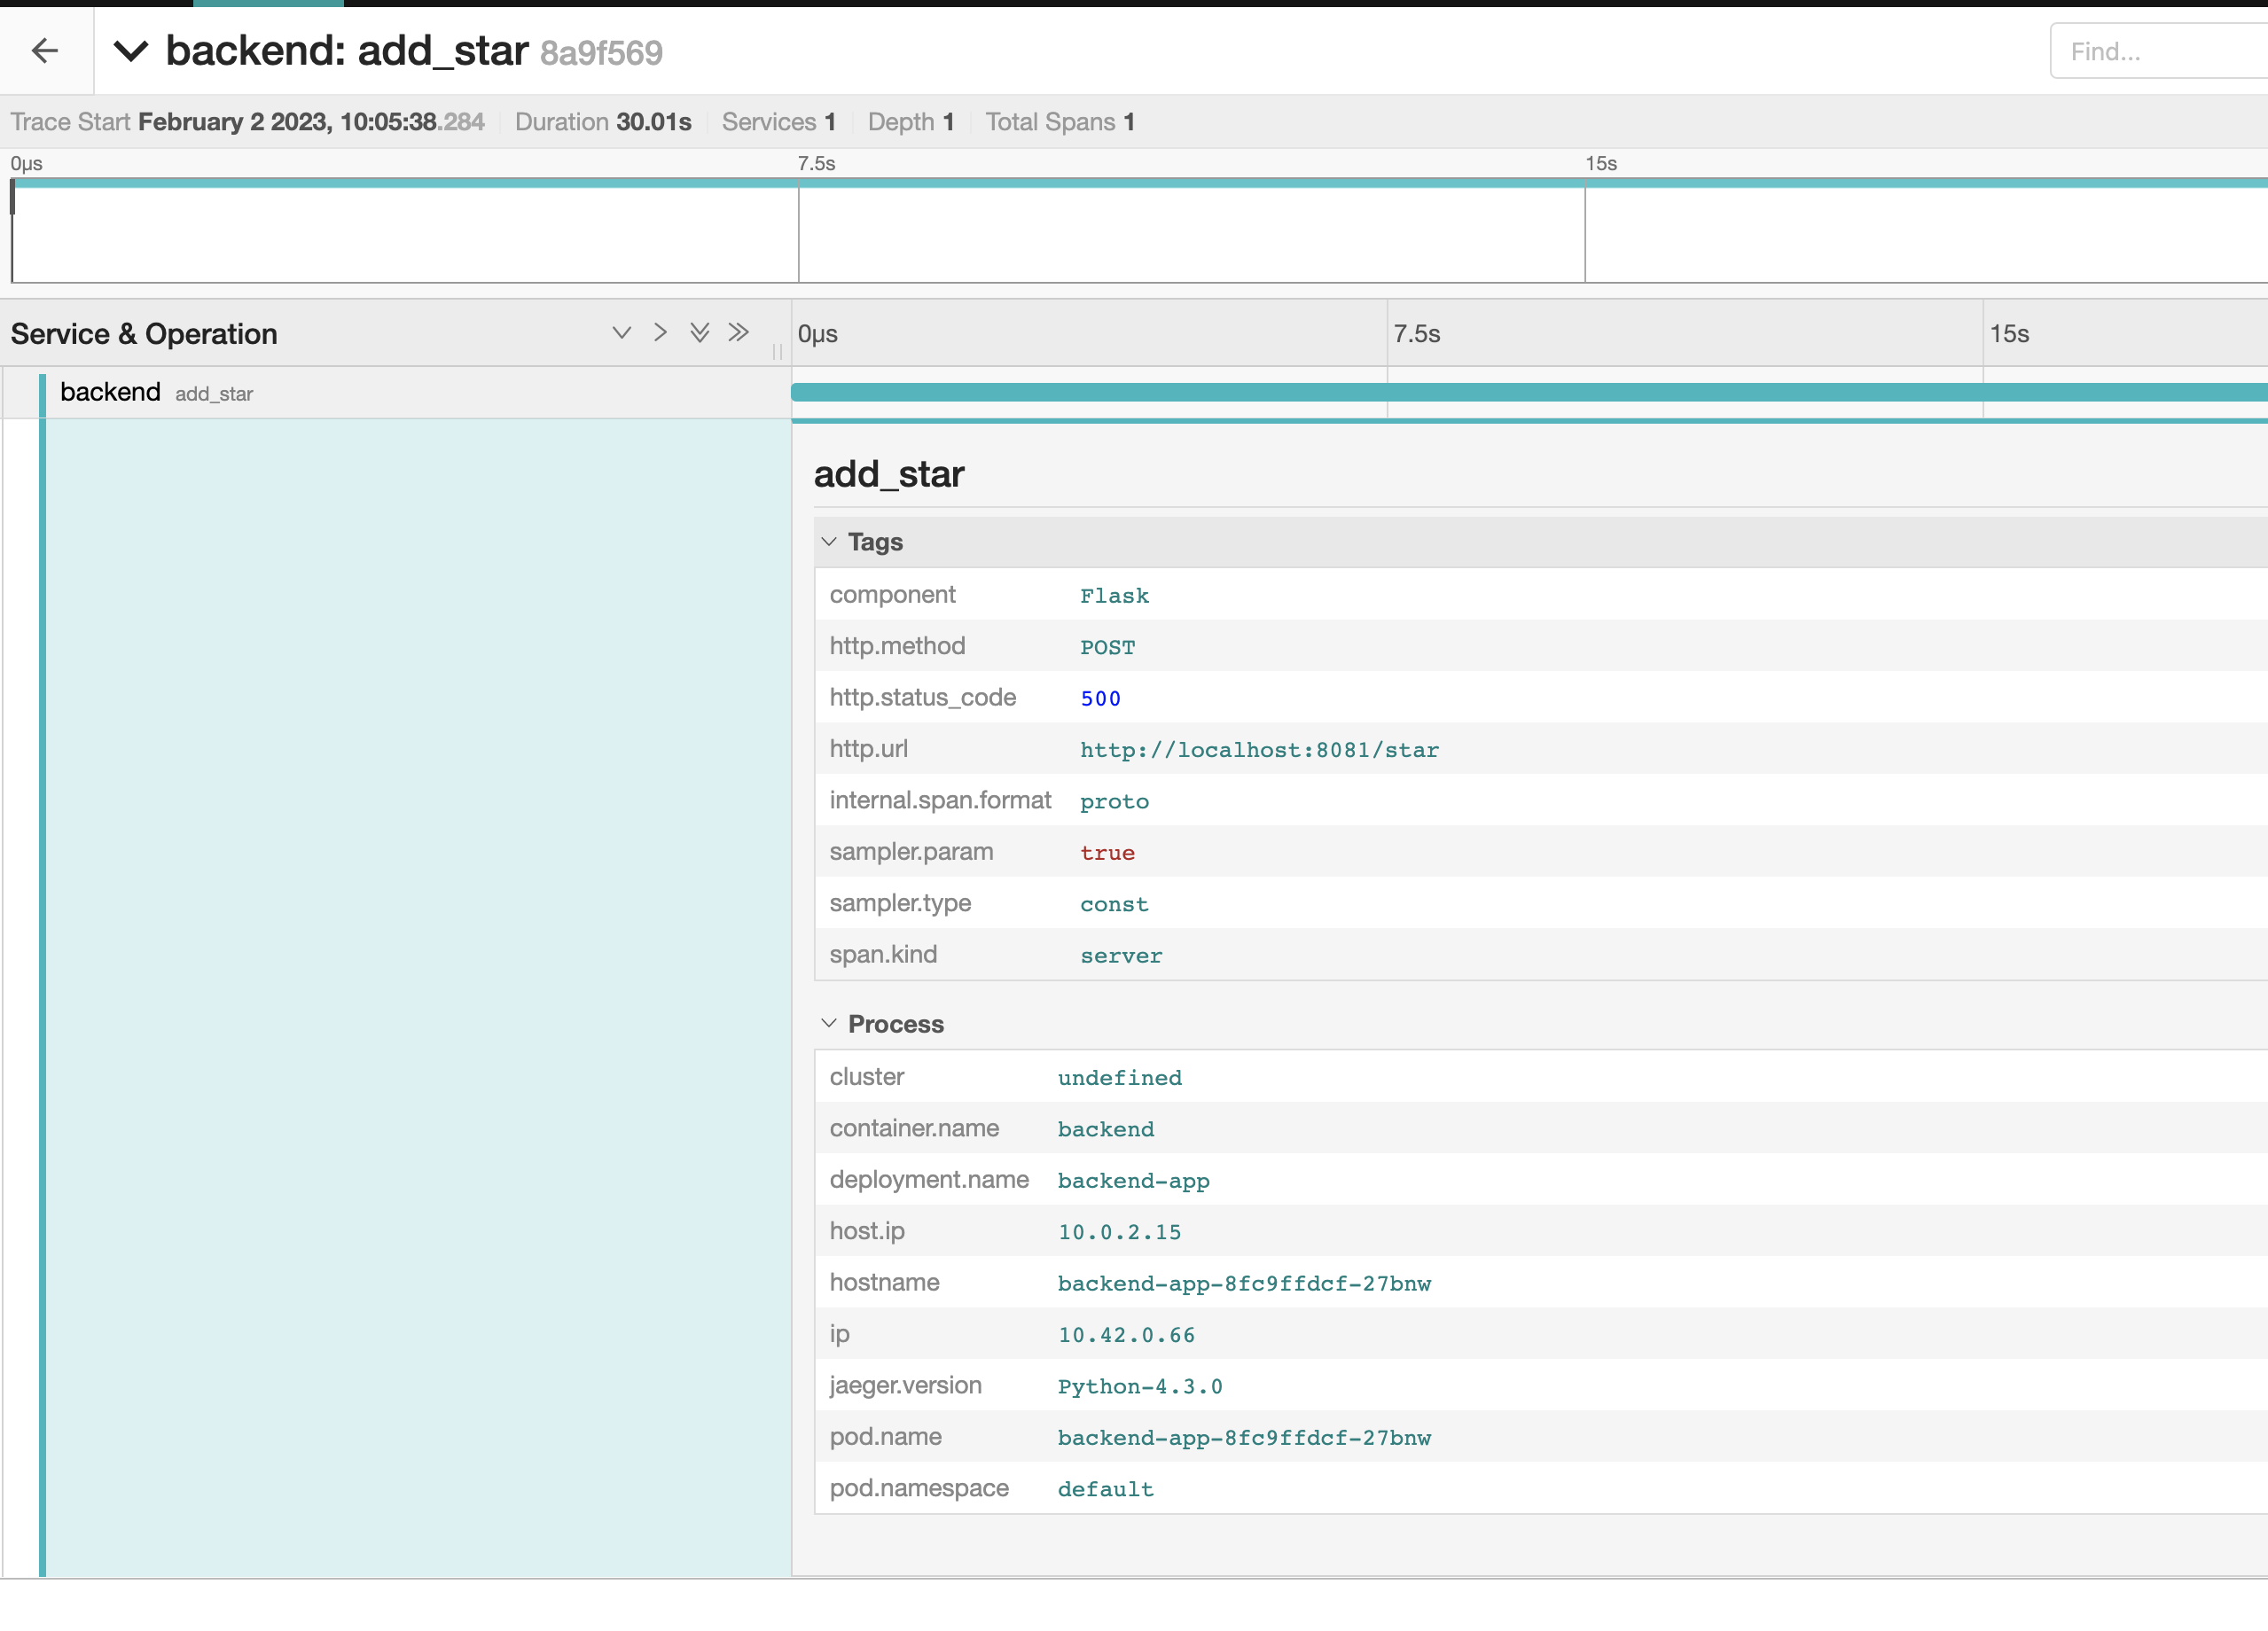 backend: add_star 8a9f569
Find...
Trace Start February 2 2023, 10:05:38.284 Duration 30.01s Services 1 Depth 1 Total Spans 1
0μs 7.5s 15s
Service & Operation 0μs 7.5s 15s
backend add_star
add_star
Tags
component Flask
http.method POST
http.status_code 500
http.url http://localhost:8081/star
internal.span.format proto
sampler.param true
sampler.type const
span.kind server
Process
cluster undefined
container.name backend
deployment.name backend-app
host.ip 10.0.2.15
hostname backend-app-8fc9ffdcf-27bnw
ip 10.42.0.66
jaeger.version Python-4.3.0
pod.name backend-app-8fc9ffdcf-27bnw
pod.namespace default